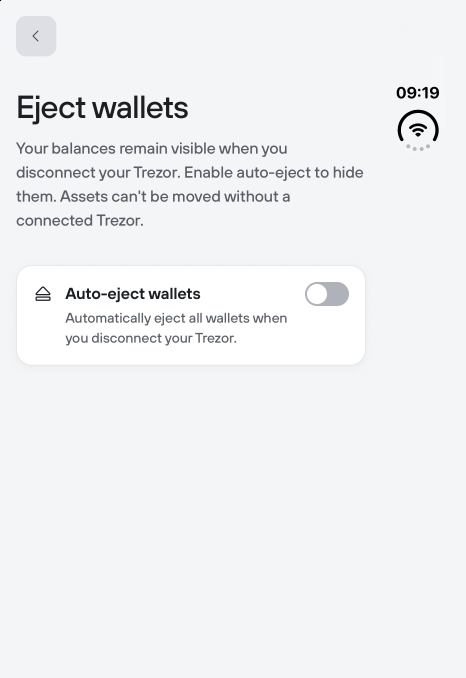 09:19
Eject wallets
Your balances remain visible when you
disconnect your Trezor. Enable auto-eject to hide
them. Assets can't be moved without a
connected Trezor.
Auto-eject wallets
Automatically eject all wallets when
you disconnect your Trezor.